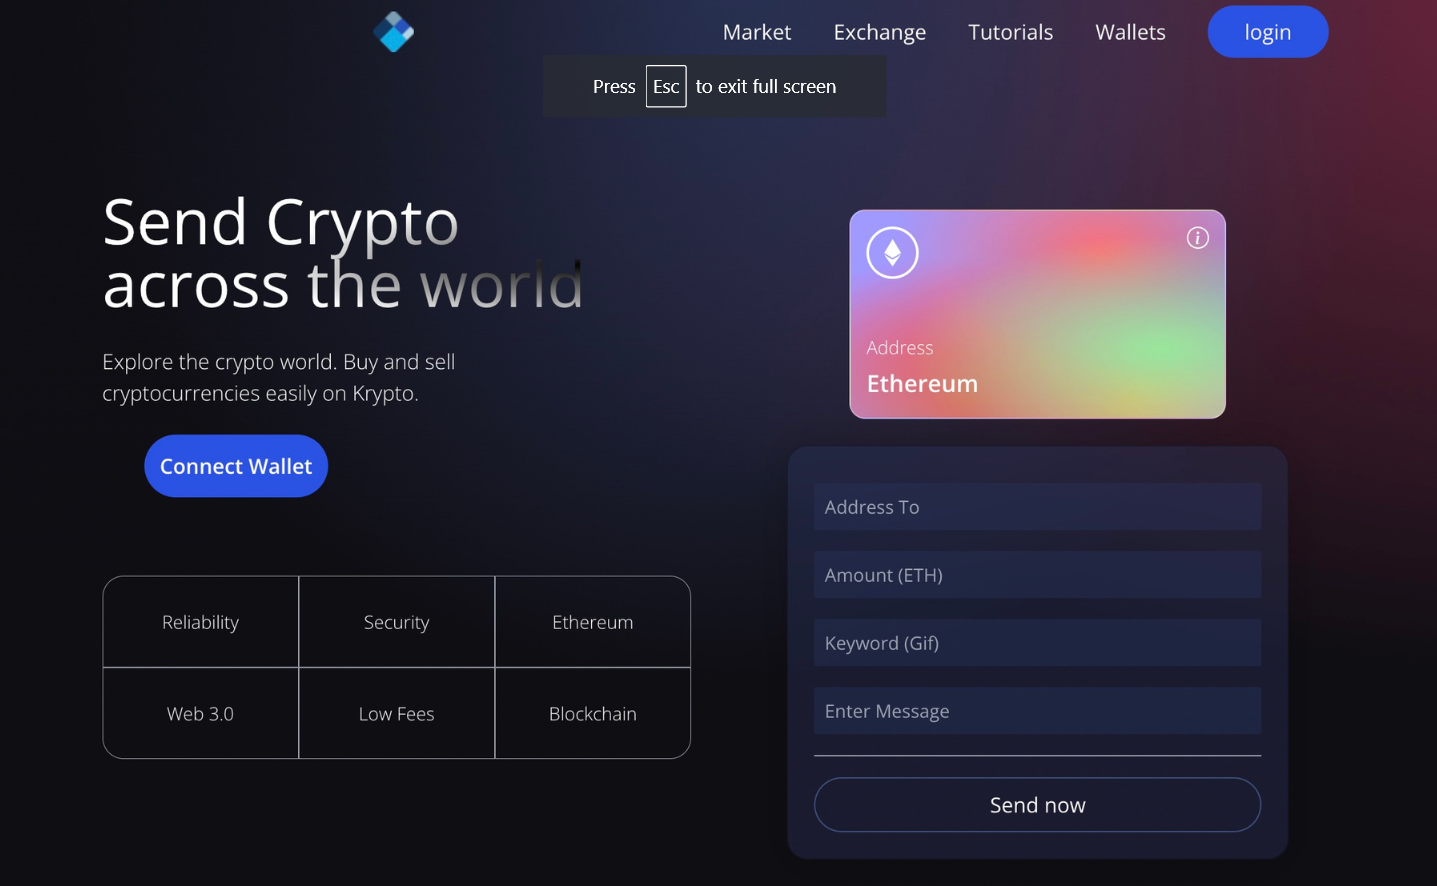 Market
Exchange
Tutorials
Wallets
login
Press Esc to exit full screen
Send Crypto
across the world
Explore the crypto world. Buy and sell
cryptocurrencies easily on Krypto.
Connect Wallet
Reliability
Security
Ethereum
Web 3.0
Low Fees
Blockchain
i
Address
Ethereum
Address To
Amount (ETH)
Keyword (Gif)
Enter Message
Send now